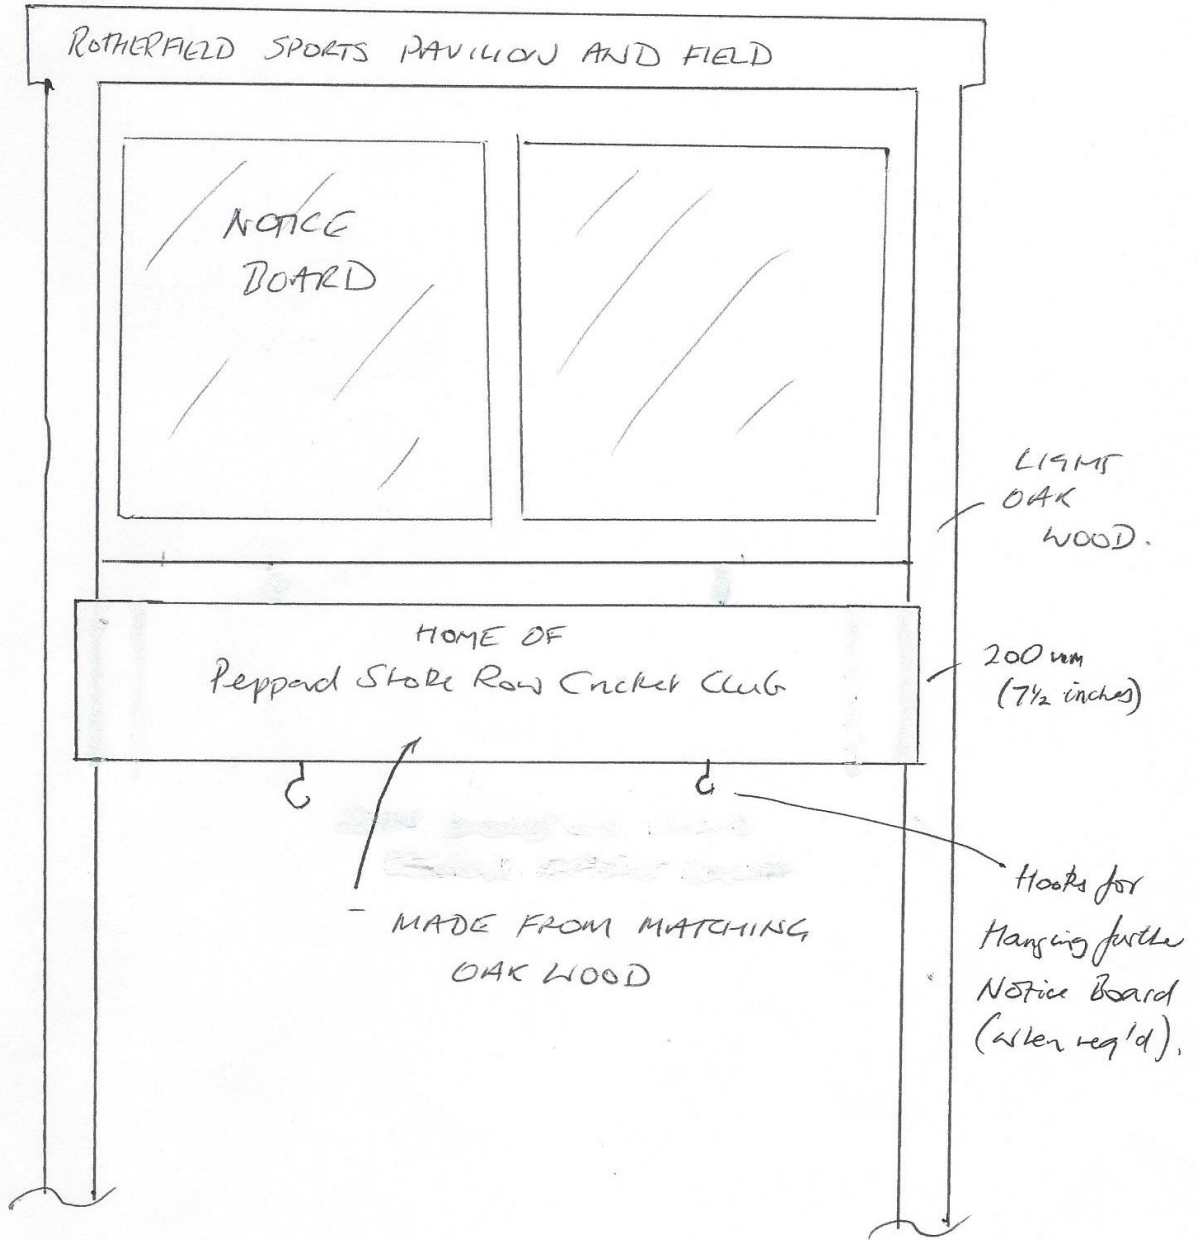 ROTHERFIELD SPORTS PAVILION AND FIELD
NOTICE
BOARD
LIGHT
OAK
WOOD.
HOME OF
Peppard Stoke Row Cricket Club
200 mm
(7½ inches)
MADE FROM MATCHING
OAK WOOD
Hooks for
Hanging further
Notice Board
(when req'd).